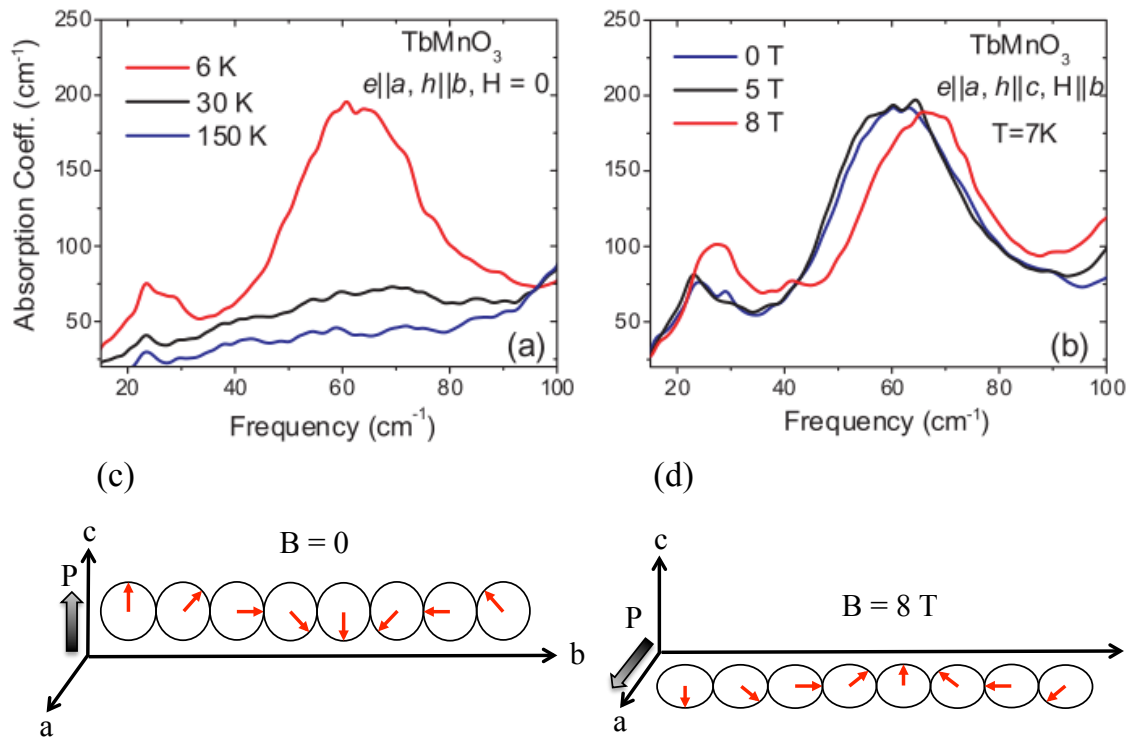 250
200
150
100
50
Absorption Coeff. (cm⁻¹)
TbMnO₃
6 K
30 K
150 K
e||a, h||b, H = 0
(a)
20 40 60 80 100
Frequency (cm⁻¹)
250
200
150
100
50
TbMnO₃
0 T
5 T
8 T
e||a, h||c, H||b
T=7K
(b)
20 40 60 80 100
Frequency (cm⁻¹)
(c)
c
B = 0
P
b
a
(d)
c
B = 8 T
P
a